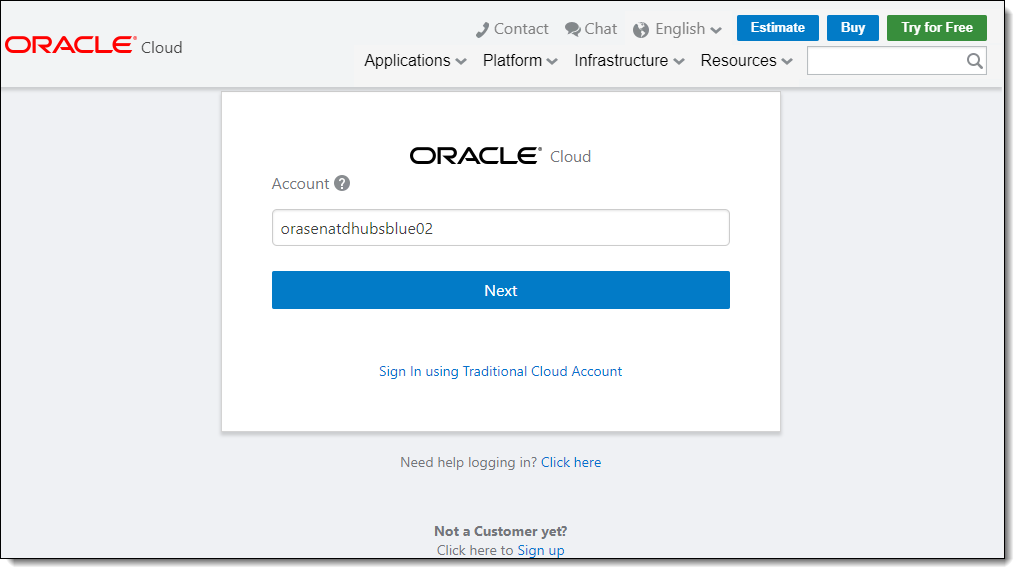 Contact Chat English Estimate Buy Try for Free
ORACLE® Cloud
Applications Platform Infrastructure Resources
ORACLE® Cloud
Account ?
orasenatdhubsblue02
Next
Sign In using Traditional Cloud Account
Need help logging in? Click here
Not a Customer yet?
Click here to Sign up